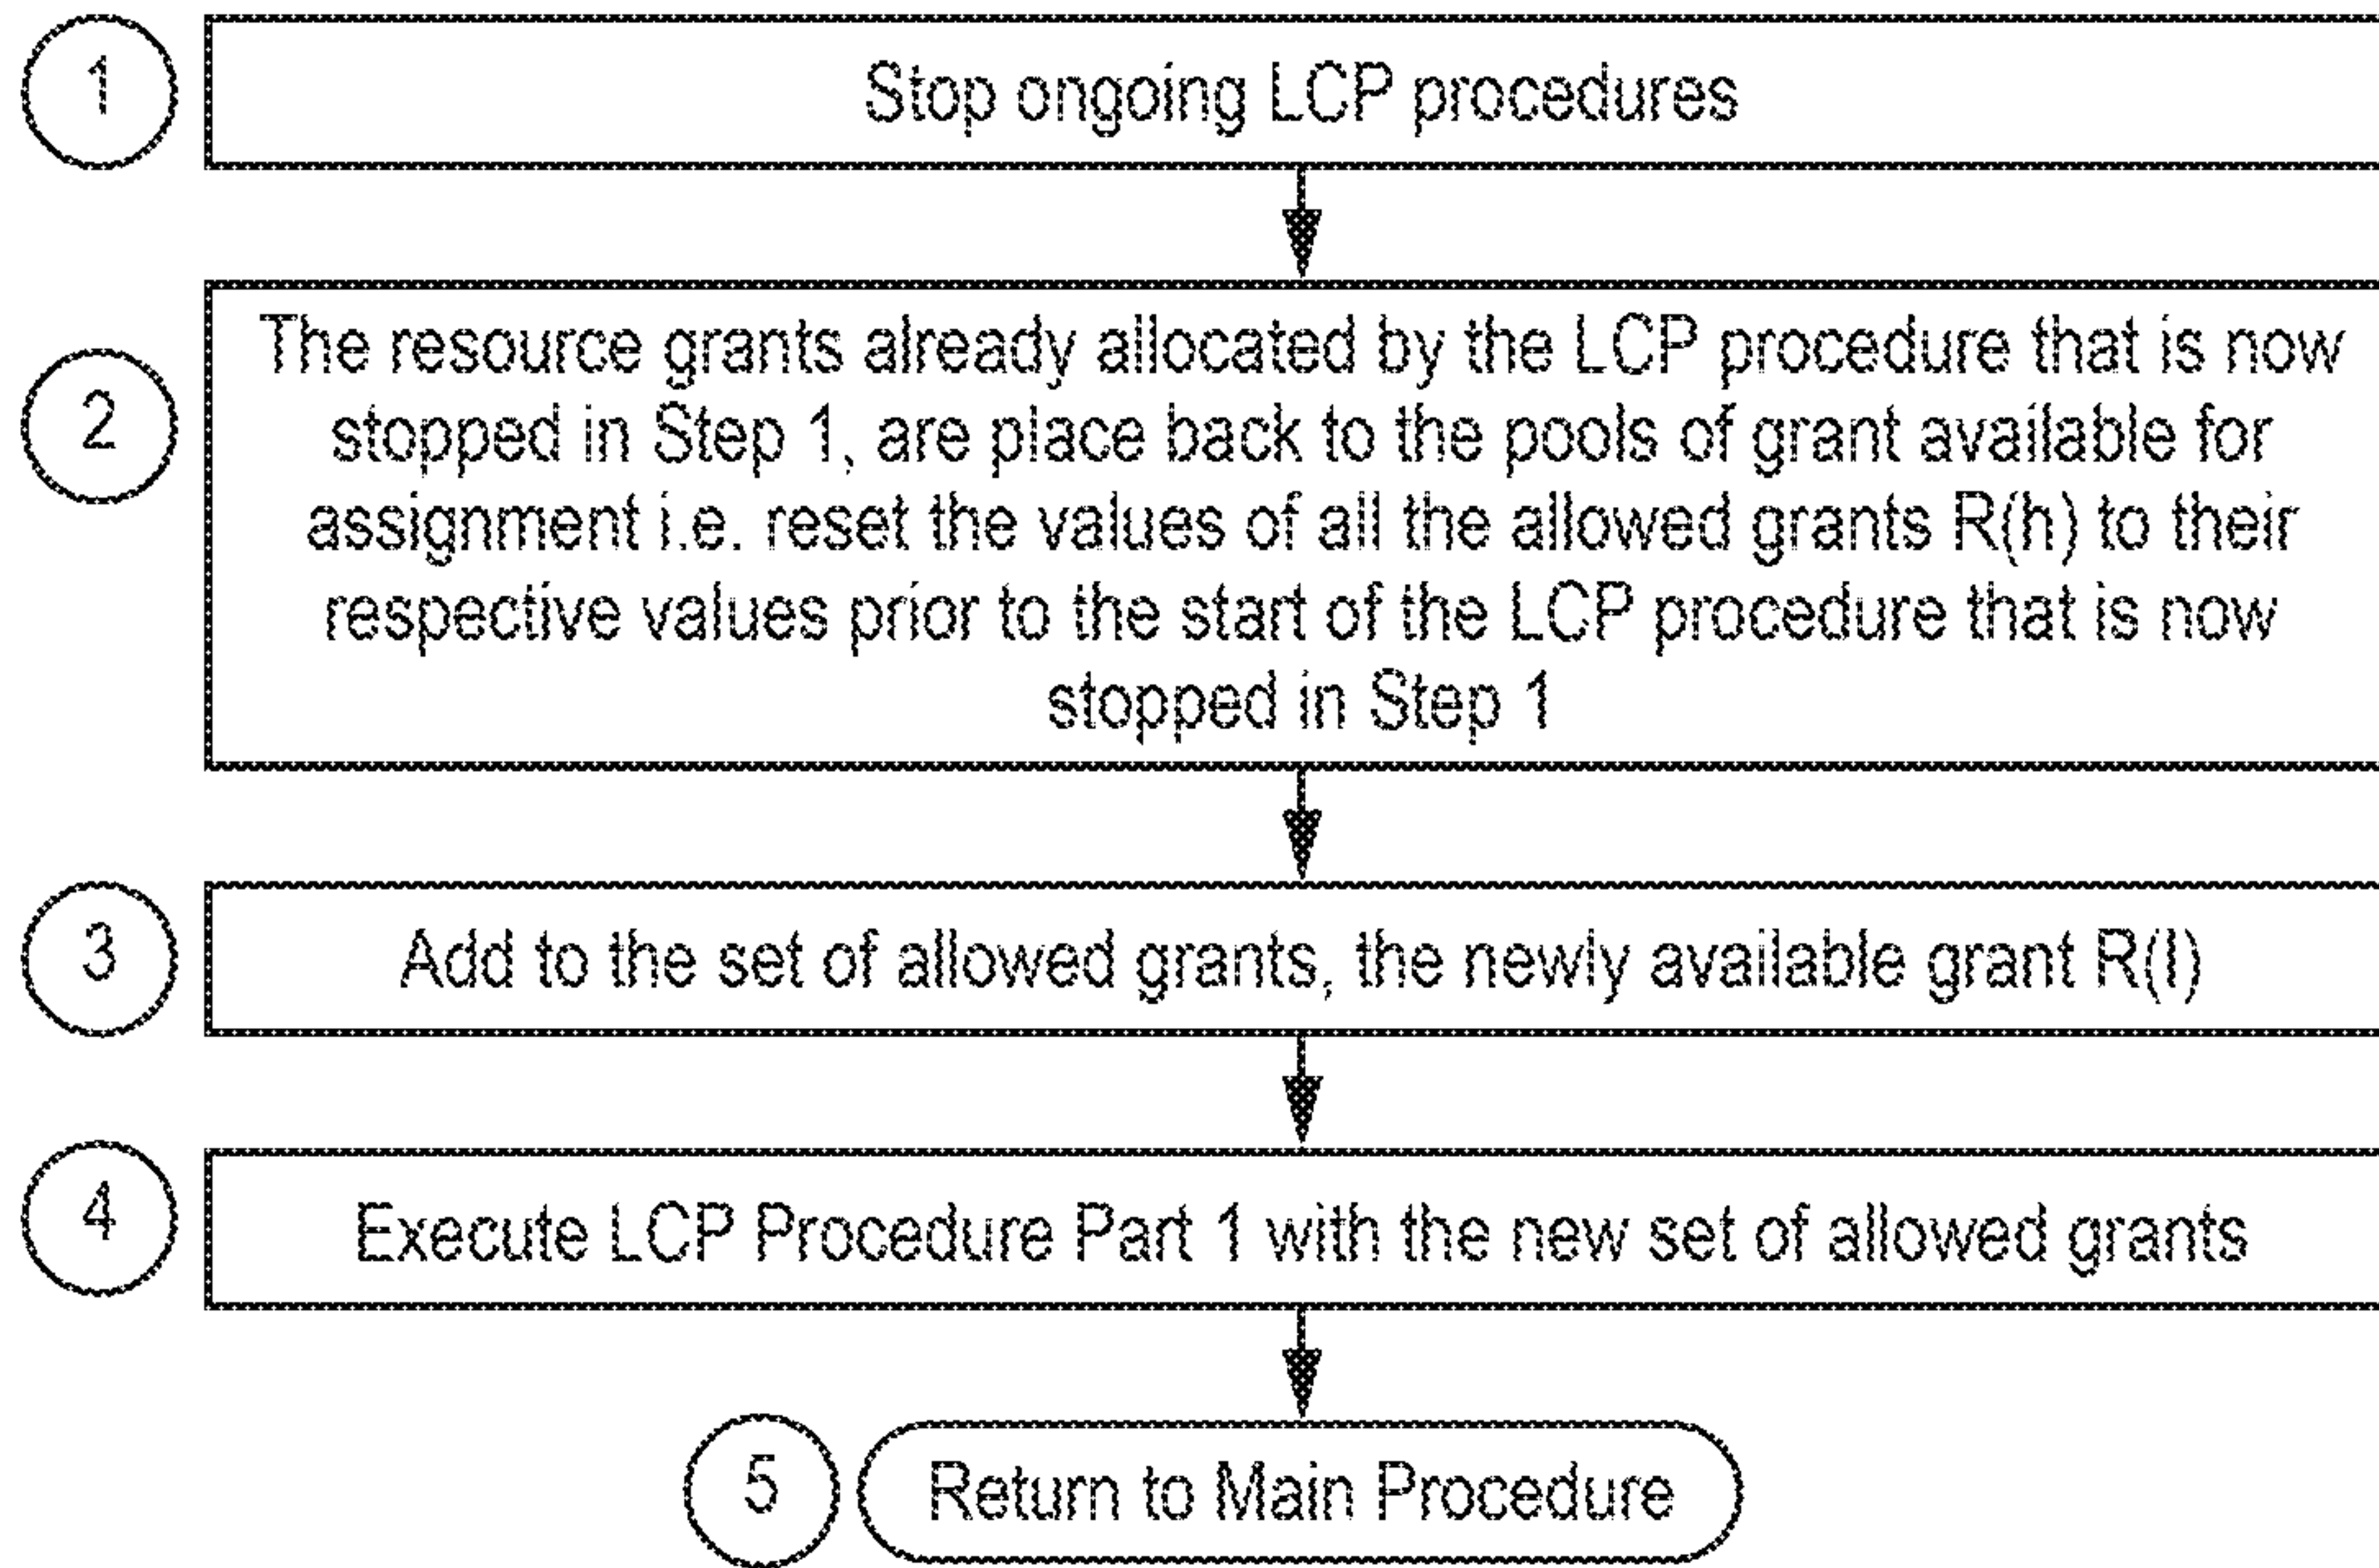 1
Stop ongoing LCP procedures
2
The resource grants already allocated by the LCP procedure that is now
stopped in Step 1, are place back to the pools of grant available for
assignment i.e. reset the values of all the allowed grants R(h) to their
respective values prior to the start of the LCP procedure that is now
stopped in Step 1
3
Add to the set of allowed grants, the newly available grant R(l)
4
Execute LCP Procedure Part 1 with the new set of allowed grants
5
Return to Main Procedure